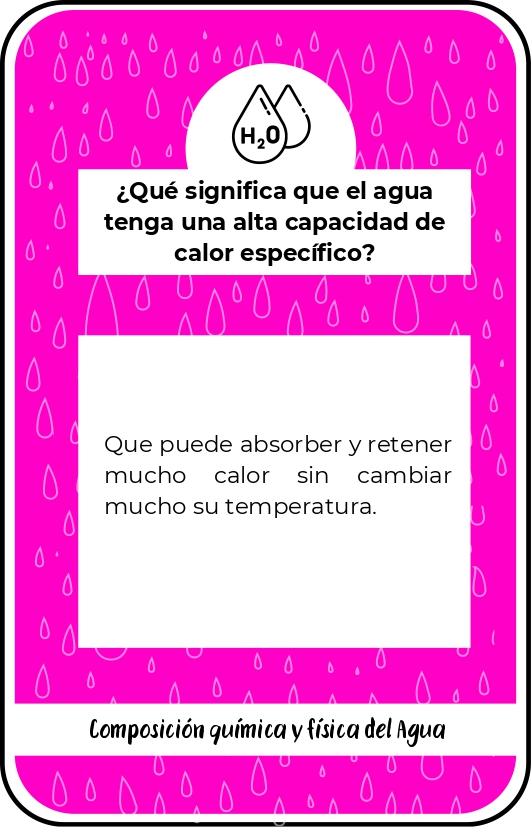 H₂O
¿Qué significa que el agua
tenga una alta capacidad de
calor específico?
Que puede absorber y retener
mucho calor sin cambiar
mucho su temperatura.
Composición química y física del Agua